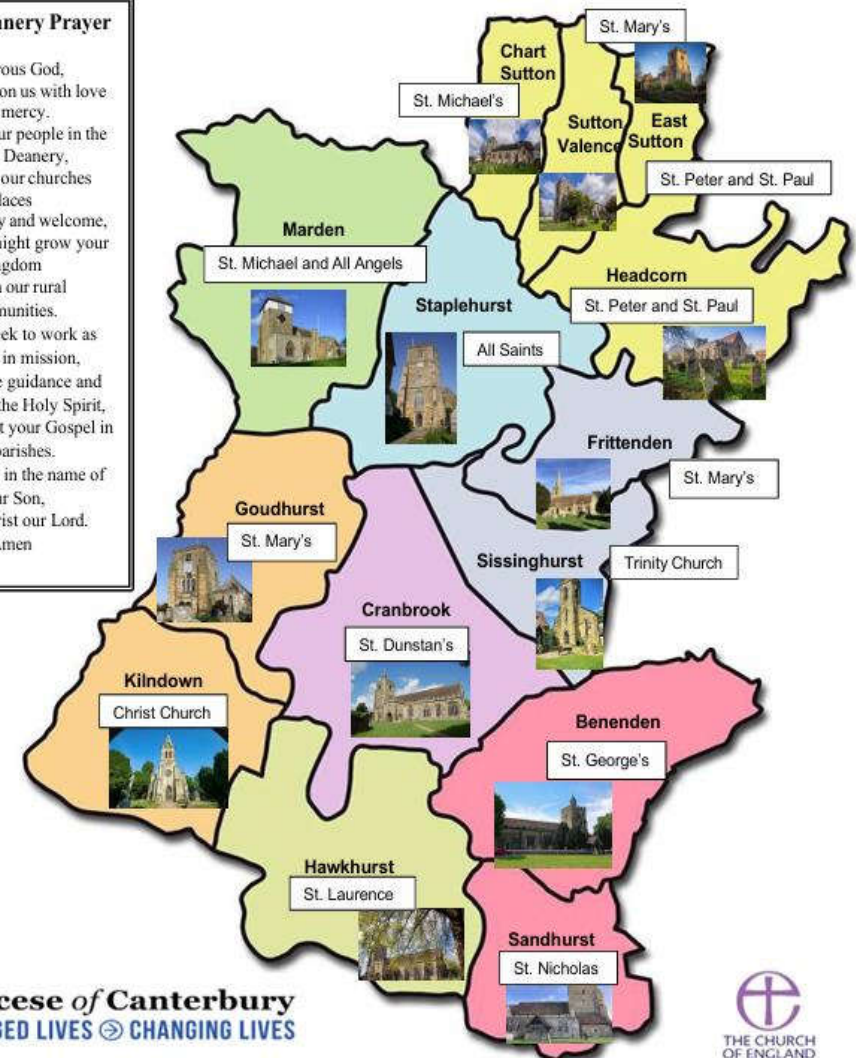 nery Prayer
rous God,
on us with love
mercy.
ur people in the
Deanery,
our churches
laces
y and welcome,
night grow your
gdom
n our rural
munities.
ek to work as
in mission,
e guidance and
the Holy Spirit,
t your Gospel in
parishes.
in the name of
ur Son,
rist our Lord.
Amen
St. Mary's
Chart
Sutton
St. Michael's
Sutton
Valence
East
Sutton
St. Peter and St. Paul
Marden
St. Michael and All Angels
Headcorn
St. Peter and St. Paul
Staplehurst
All Saints
Frittenden
St. Mary's
Goudhurst
St. Mary's
Sissinghurst
Trinity Church
Cranbrook
St. Dunstan's
Kilndown
Christ Church
Benenden
St. George's
Hawkhurst
St. Laurence
Sandhurst
St. Nicholas
cese of Canterbury
GED LIVES CHANGING LIVES
THE CHURCH
OF ENGLAND